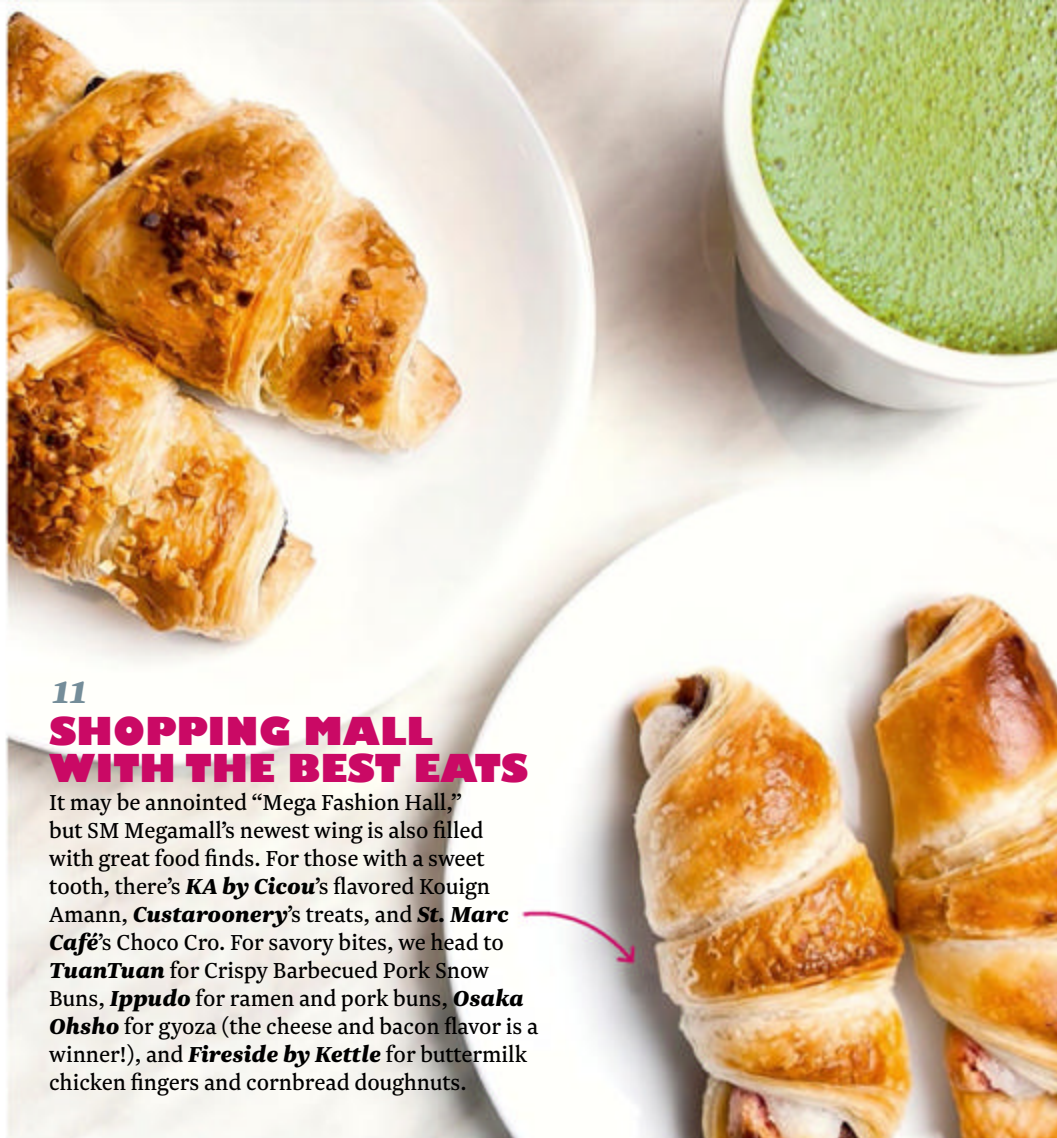 11
SHOPPING MALL
WITH THE BEST EATS
It may be annointed “Mega Fashion Hall,”
but SM Megamall’s newest wing is also filled
with great food finds. For those with a sweet
tooth, there’s KA by Cicou’s flavored Kouign
Amann, Custaroonery’s treats, and St. Marc
Café’s Choco Cro. For savory bites, we head to
TuanTuan for Crispy Barbecued Pork Snow
Buns, Ippudo for ramen and pork buns, Osaka
Ohsho for gyoza (the cheese and bacon flavor is a
winner!), and Fireside by Kettle for buttermilk
chicken fingers and cornbread doughnuts.